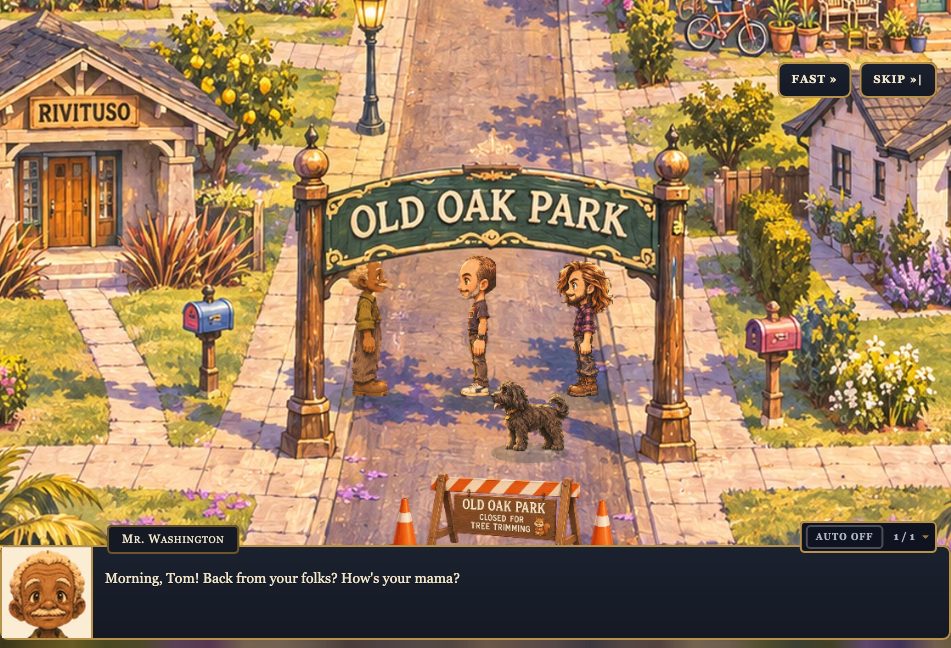 FAST »
SKIP »|
RIVITUSO
OLD OAK PARK
OLD OAK PARK
CLOSED FOR
TREE TRIMMING
Mr. Washington
AUTO OFF
1 / 1
Morning, Tom! Back from your folks? How's your mama?